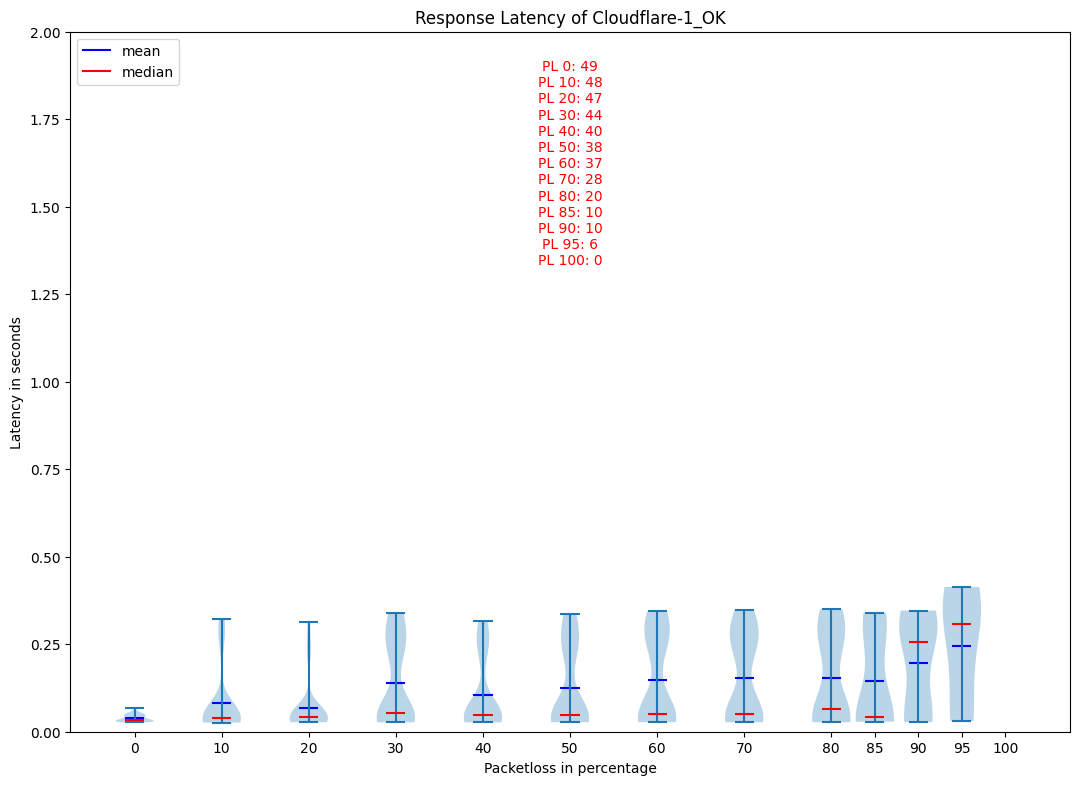 Response Latency of Cloudflare-1_OK
mean
median
PL 0: 49
PL 10: 48
PL 20: 47
PL 30: 44
PL 40: 40
PL 50: 38
PL 60: 37
PL 70: 28
PL 80: 20
PL 85: 10
PL 90: 10
PL 95: 6
PL 100: 0
Latency in seconds
2.00
1.75
1.50
1.25
1.00
0.75
0.50
0.25
0.00
0 10 20 30 40 50 60 70 80 85 90 95 100
Packetloss in percentage